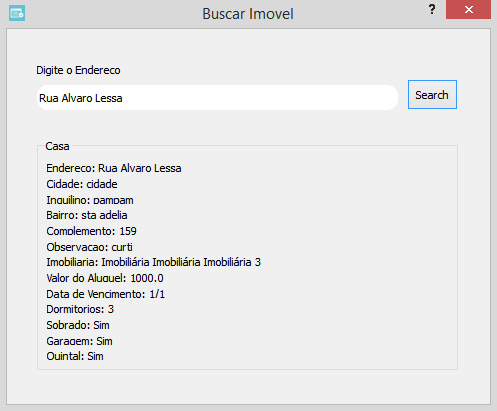 Buscar Imovel
?
Digite o Endereco
Rua Alvaro Lessa
Search
Casa
Endereco: Rua Alvaro Lessa
Cidade: cidade
Inquilino: pampam
Bairro: sta adelia
Complemento: 159
Observacao: curti
Imobiliaria: Imobiliária Imobiliária Imobiliária 3
Valor do Aluguel: 1000.0
Data de Vencimento: 1/1
Dormitorios: 3
Sobrado: Sim
Garagem: Sim
Quintal: Sim